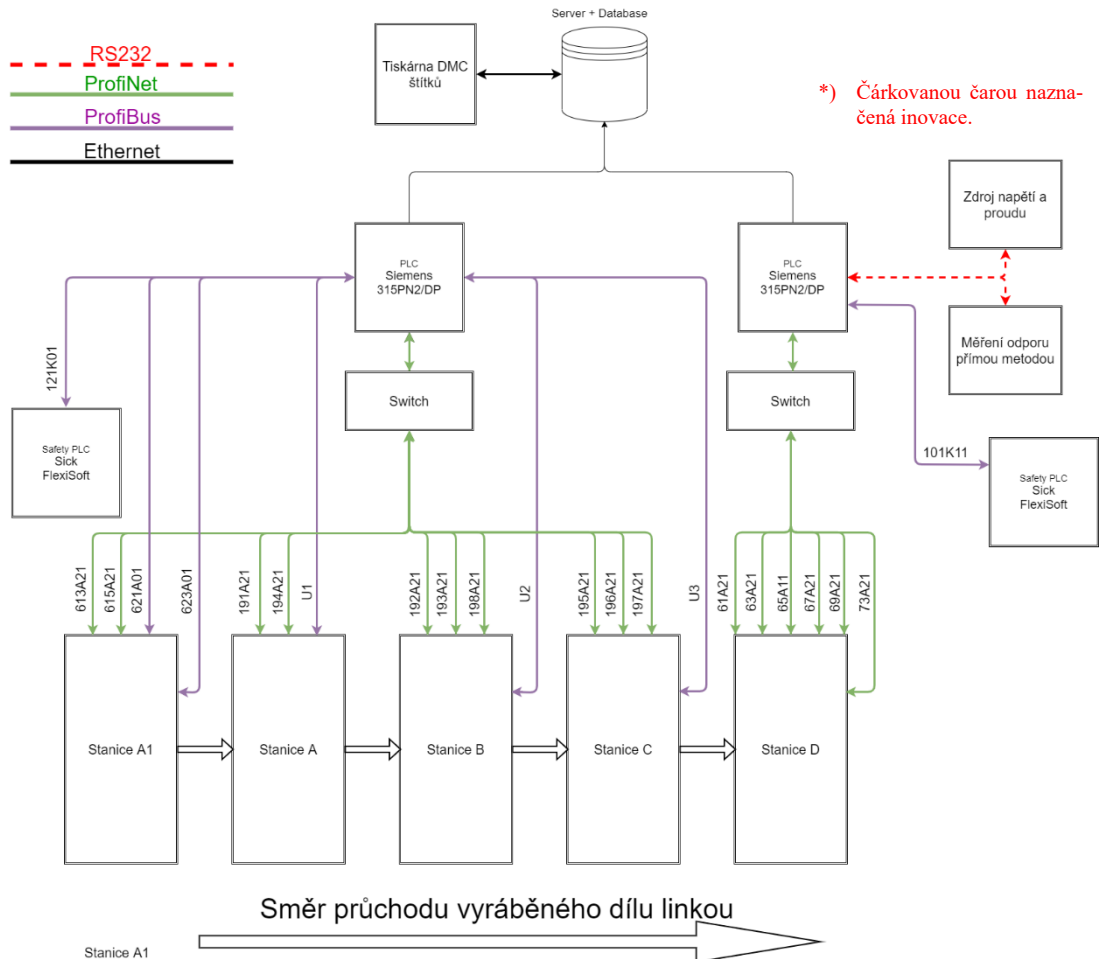 Server + Database
RS232
ProfiNet
ProfiBus
Ethernet
Tiskárna DMC
štítků
*) Čárkovanou čarou nazna-
čená inovace.
Zdroj napětí a
proudu
PLC
Siemens
315PN2/DP
PLC
Siemens
315PN2/DP
Měření odporu
přímou metodou
121K01
Switch
Switch
Safety PLC
Sick
FlexiSoft
101K11
Safety PLC
Sick
FlexiSoft
613A21
615A21
621A01
623A01
191A21
194A21
U1
192A21
193A21
198A21
U2
195A21
196A21
197A21
U3
61A21
63A21
65A11
67A21
69A21
73A21
Stanice A1
Stanice A
Stanice B
Stanice C
Stanice D
Směr průchodu vyráběného dílu linkou
Stanice A1